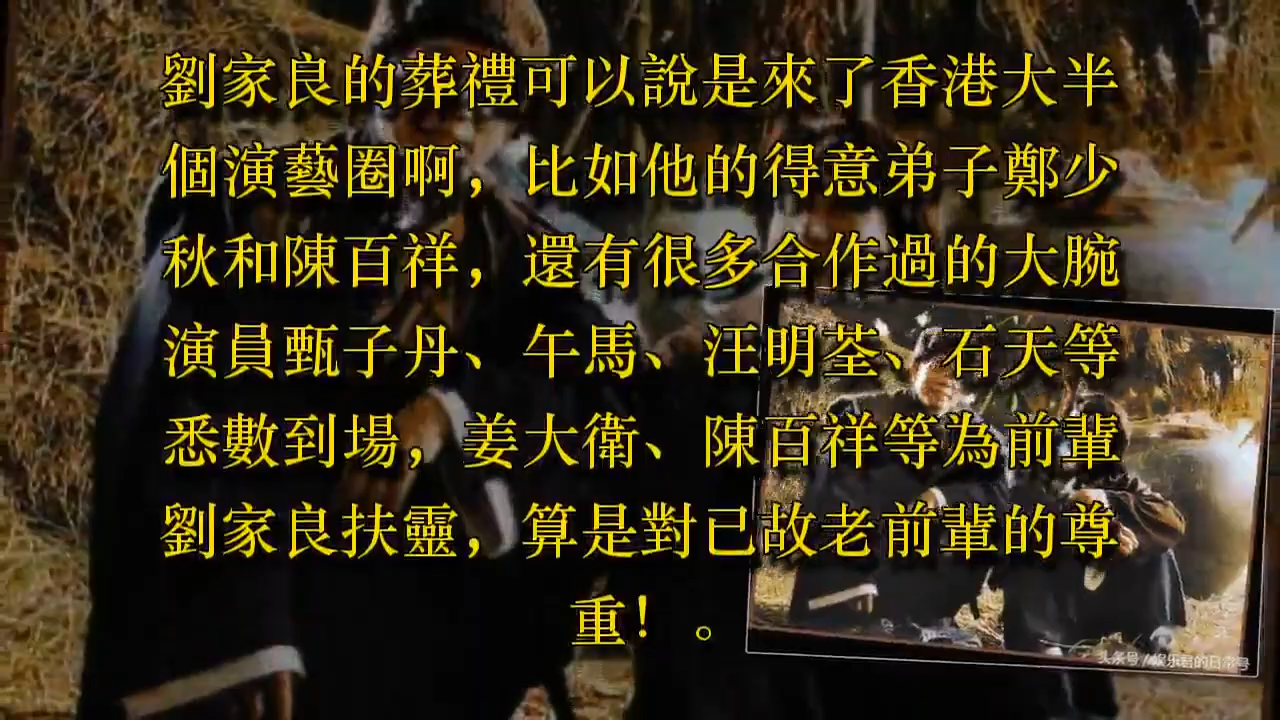 劉家良的葬禮可以說是來了香港大半
個演藝圈啊，比如他的得意弟子鄭少
秋和陳百祥，還有很多合作過的大腕
演員甄子丹、午馬、汪明荃、石天等
悉數到場，姜大衛、陳百祥等為前輩
劉家良扶靈，算是對已故老前輩的尊
重！。
头条号/娱乐君的日常号